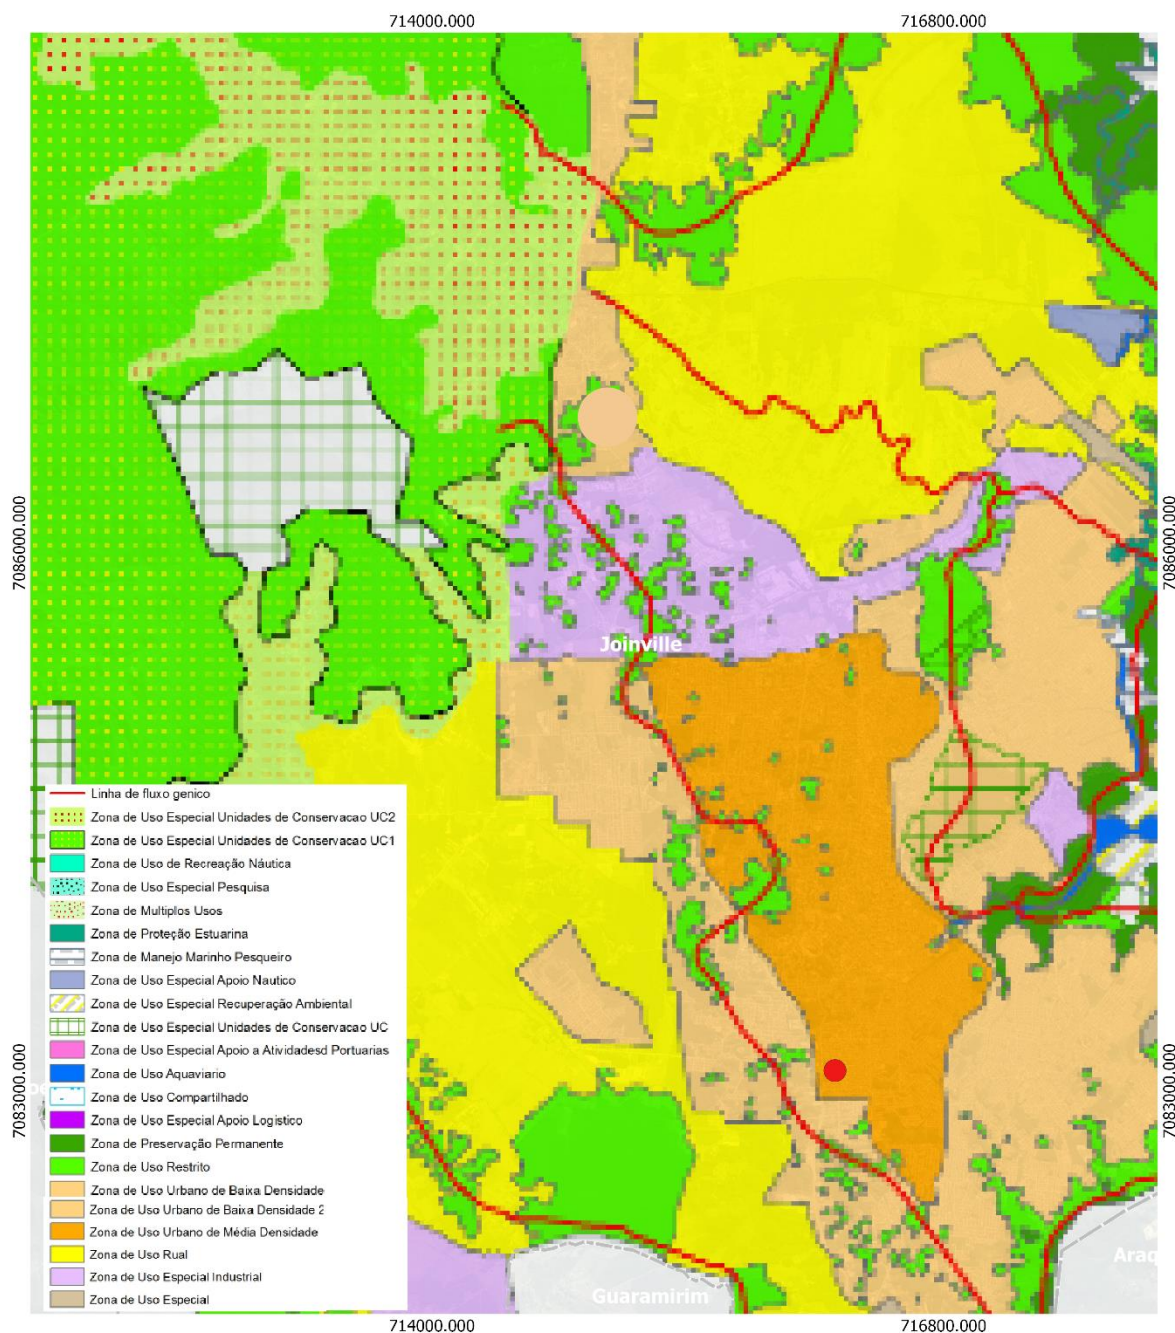 714000.000
716800.000
7086000.000
7086000.000
Joinville
Linha de fluxo genico
Zona de Uso Especial Unidades de Conservacao UC2
Zona de Uso Especial Unidades de Conservacao UC1
Zona de Uso de Recreação Náutica
Zona de Uso Especial Pesquisa
Zona de Multiplos Usos
Zona de Proteção Estuarina
Zona de Manejo Marinho Pesqueiro
Zona de Uso Especial Apoio Nautico
Zona de Uso Especial Recuperação Ambiental
Zona de Uso Especial Unidades de Conservacao UC
Zona de Uso Especial Apoio a Atividadesd Portuarias
Zona de Uso Aquaviario
Zona de Uso Compartilhado
Zona de Uso Especial Apoio Logistico
Zona de Preservação Permanente
Zona de Uso Restrito
Zona de Uso Urbano de Baixa Densidade
Zona de Uso Urbano de Baixa Densidade 2
Zona de Uso Urbano de Média Densidade
Zona de Uso Rual
Zona de Uso Especial Industrial
Zona de Uso Especial
7083000.000
7083000.000
Araq
Guaramirim
714000.000
716800.000